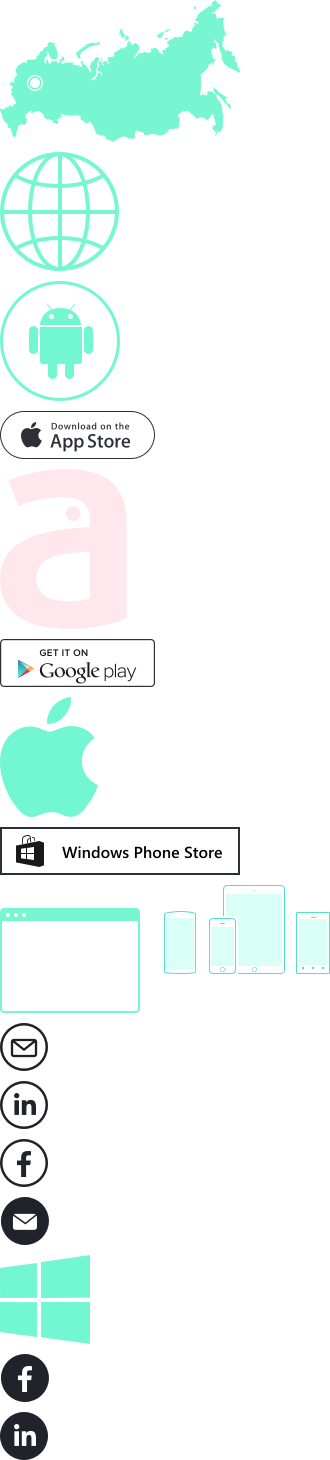 Download on the
App Store
a
GET IT ON
Google play
Windows Phone Store
in
f
f
in